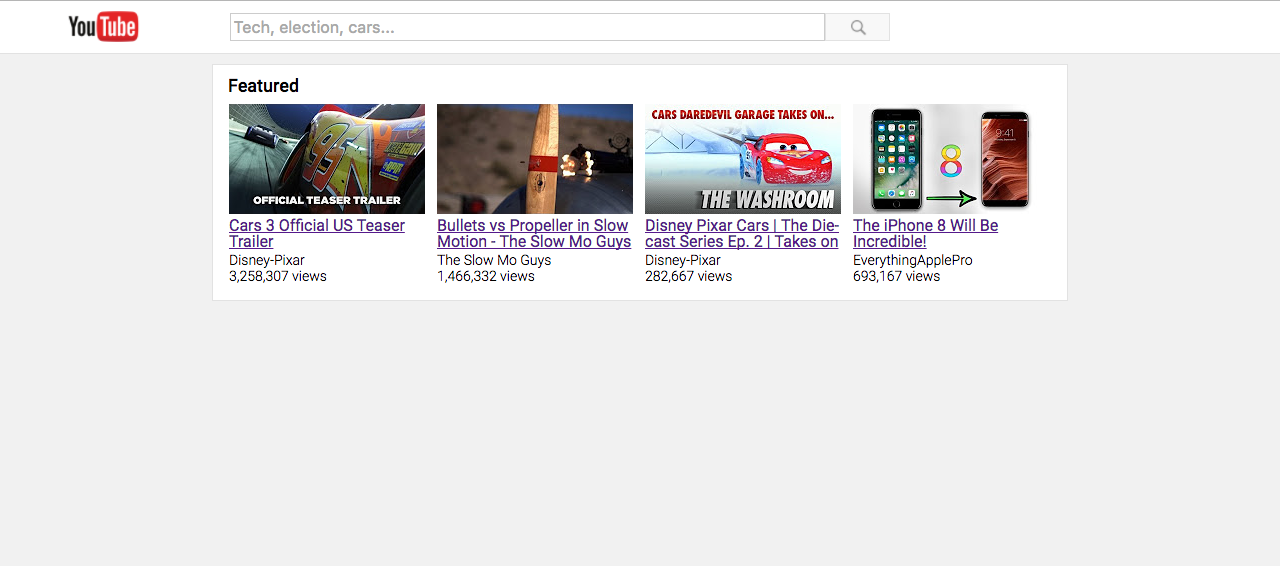 YouTube
Tech, election, cars...
Featured
95
OFFICIAL TEASER TRAILER
CARS DAREDEVIL GARAGE TAKES ON...
THE WASHROOM
8
9:41
Cars 3 Official US Teaser
Trailer
Disney-Pixar
3,258,307 views
Bullets vs Propeller in Slow
Motion - The Slow Mo Guys
The Slow Mo Guys
1,466,332 views
Disney Pixar Cars | The Die-
cast Series Ep. 2 | Takes on
Disney-Pixar
282,667 views
The iPhone 8 Will Be
Incredible!
EverythingApplePro
693,167 views